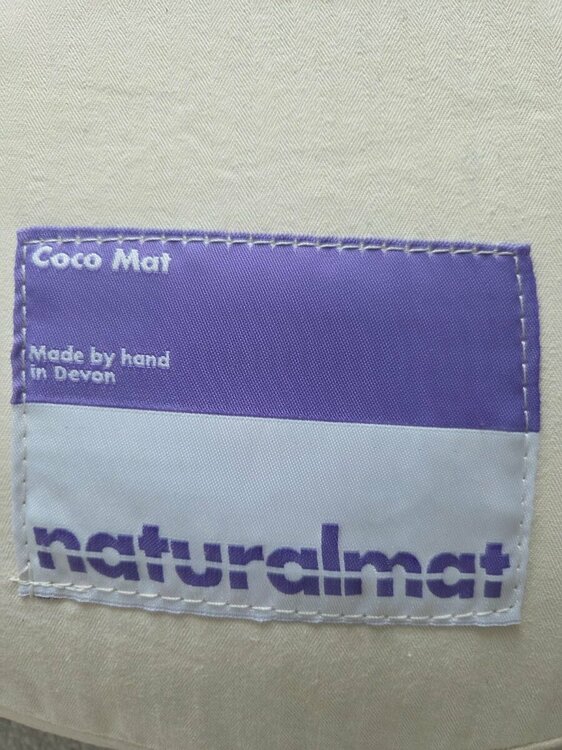 Coco Mat
Made by hand
in Devon
naturalmat